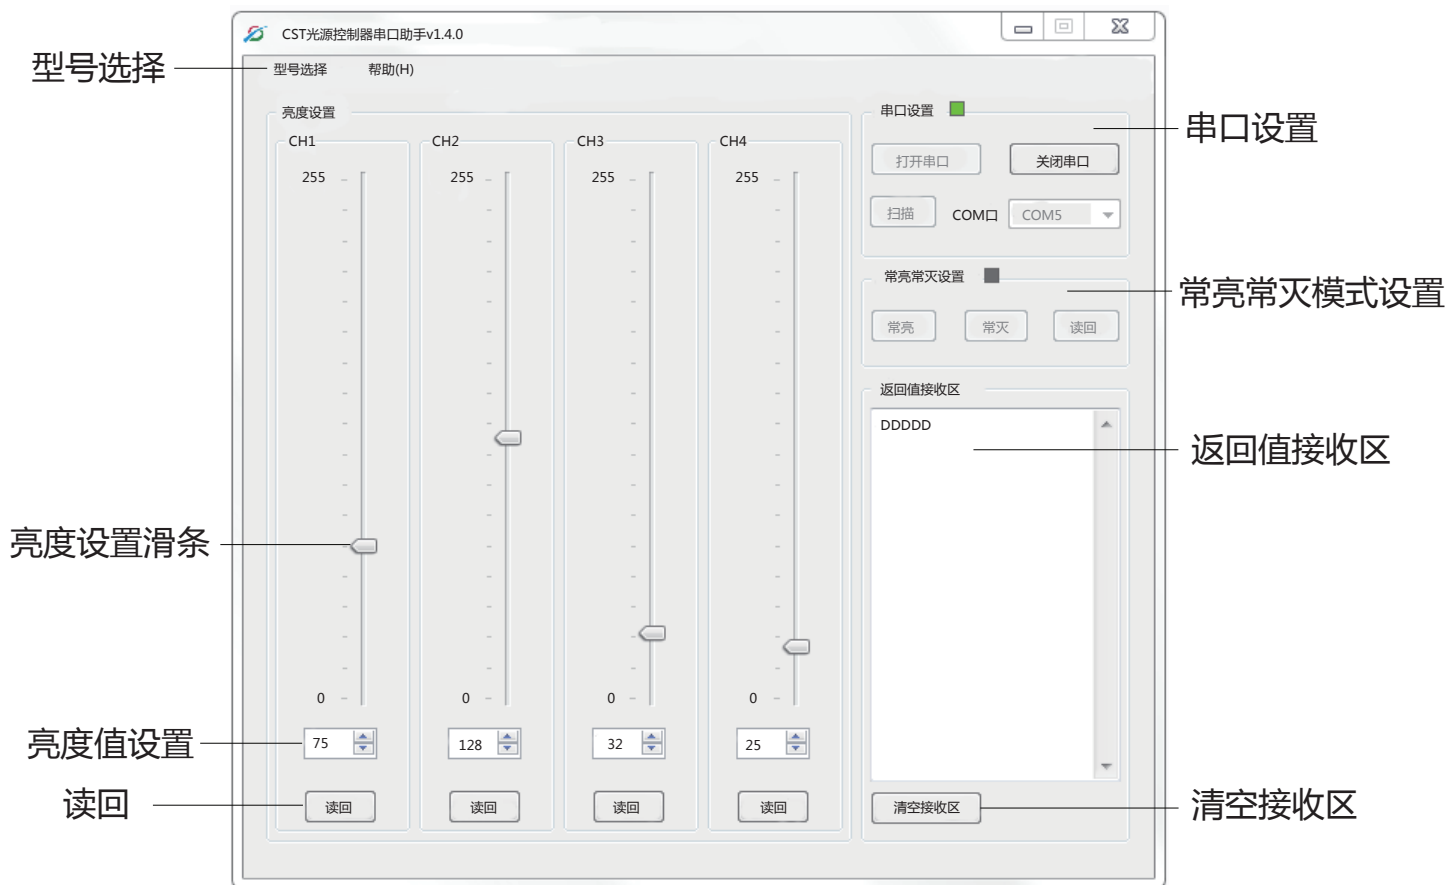 CST光源控制器串口助手v1.4.0
型号选择
型号选择 帮助(H)
亮度设置
串口设置
串口设置
CH1 CH2 CH3 CH4
打开串口 关闭串口
255 255 255 255
扫描 COM口 COM5
常亮常灭设置
常亮常灭模式设置
常亮 常灭 读回
返回值接收区
DDDDD
返回值接收区
亮度设置滑条
0 0 0 0
亮度值设置
75 128 32 25
读回
读回 读回 读回 读回
清空接收区
清空接收区